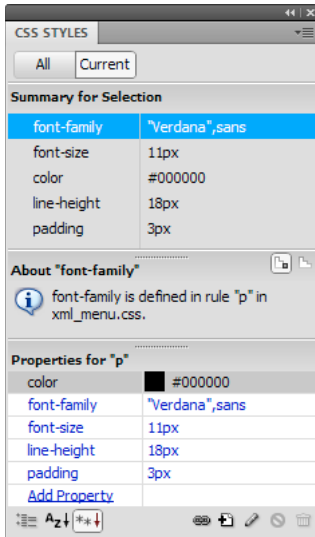 CSS STYLES
All Current
Summary for Selection
font-family "Verdana",sans
font-size 11px
color #000000
line-height 18px
padding 3px
About "font-family"
font-family is defined in rule "p" in
xml_menu.css.
Properties for "p"
color #000000
font-family "Verdana",sans
font-size 11px
line-height 18px
padding 3px
Add Property
AZ **